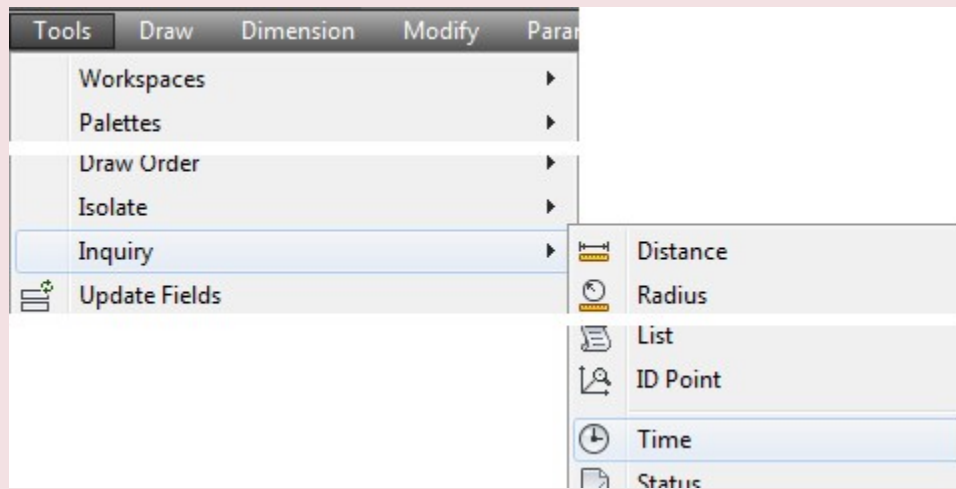 Tools Draw Dimension Modify
Workspaces
Palettes
Draw Order
Isolate
Inquiry
Update Fields
Distance
Radius
List
ID Point
Time
Status